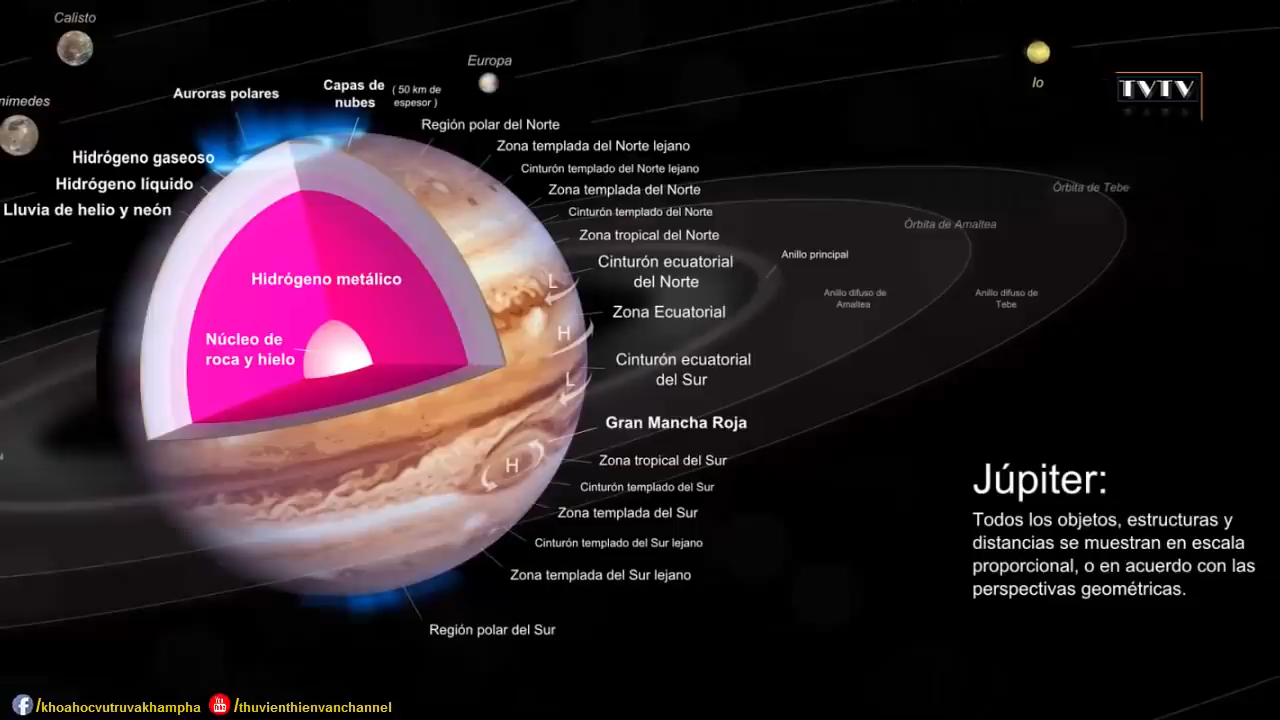 Calisto
Europa
Io
TVTV
nimedes
Auroras polares
Capas de
nubes
( 50 km de
espesor )
Región polar del Norte
Hidrógeno gaseoso
Hidrógeno líquido
Lluvia de helio y neón
Zona templada del Norte lejano
Cinturón templado del Norte lejano
Zona templada del Norte
Cinturón templado del Norte
Zona tropical del Norte
Cinturón ecuatorial
del Norte
Zona Ecuatorial
Cinturón ecuatorial
del Sur
Gran Mancha Roja
Zona tropical del Sur
Cinturón templado del Sur
Zona templada del Sur
Cinturón templado del Sur lejano
Zona templada del Sur lejano
Región polar del Sur
Hidrógeno metálico
Núcleo de
roca y hielo
L
H
L
H
Órbita de Tebe
Órbita de Amaltea
Anillo principal
Anillo difuso de
Amaltea
Anillo difuso de
Tebe
Júpiter:
Todos los objetos, estructuras y
distancias se muestran en escala
proporcional, o en acuerdo con las
perspectivas geométricas.
/khoahocvutruvakhampha
/thuvienthienvanchannel